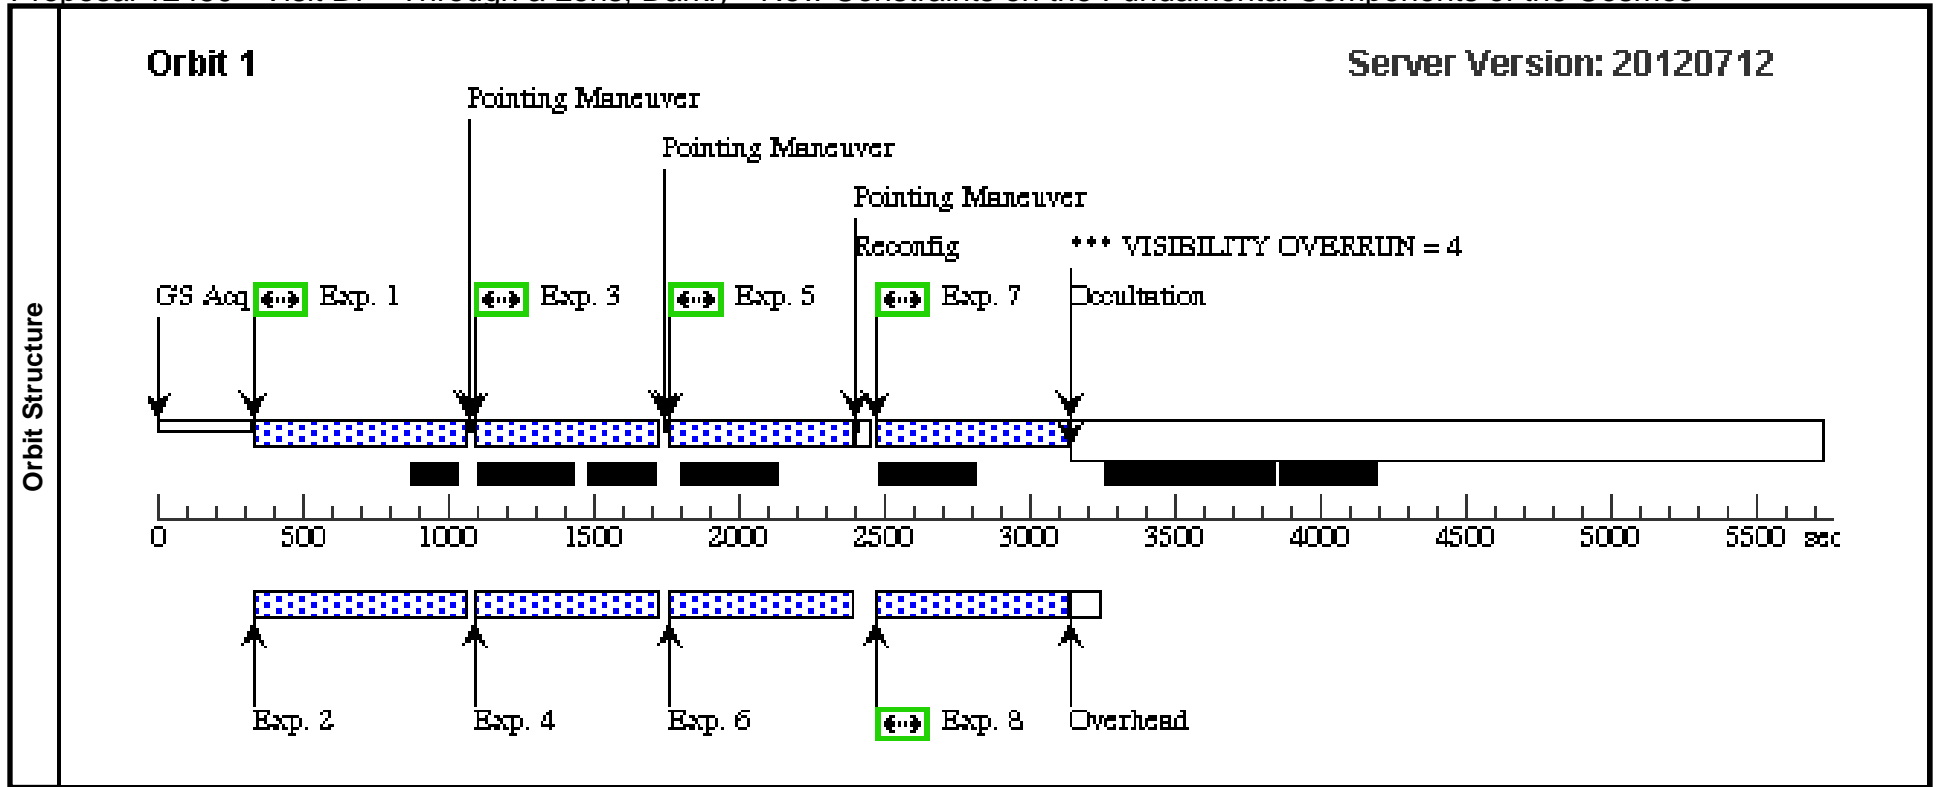 Orbit 1
Server Version: 20120712
Pointing Maneuver
Pointing Maneuver
Pointing Maneuver
Reconfig
*** VISIBILITY OVERRUN = 4
GS Acq
Exp. 1
Exp. 3
Exp. 5
Exp. 7
Occultation
Orbit Structure
0 500 1000 1500 2000 2500 3000 3500 4000 4500 5000 5500 sec
Exp. 2
Exp. 4
Exp. 6
Exp. 8
Overhead